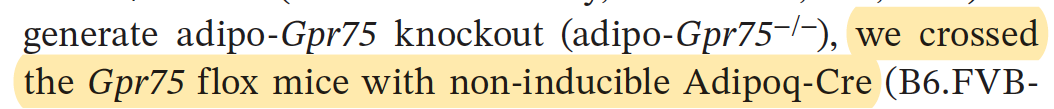 generate adipo-Gpr75 knockout (adipo-Gpr75−/−), we crossed
the Gpr75 flox mice with non-inducible Adipoq-Cre (B6.FVB-